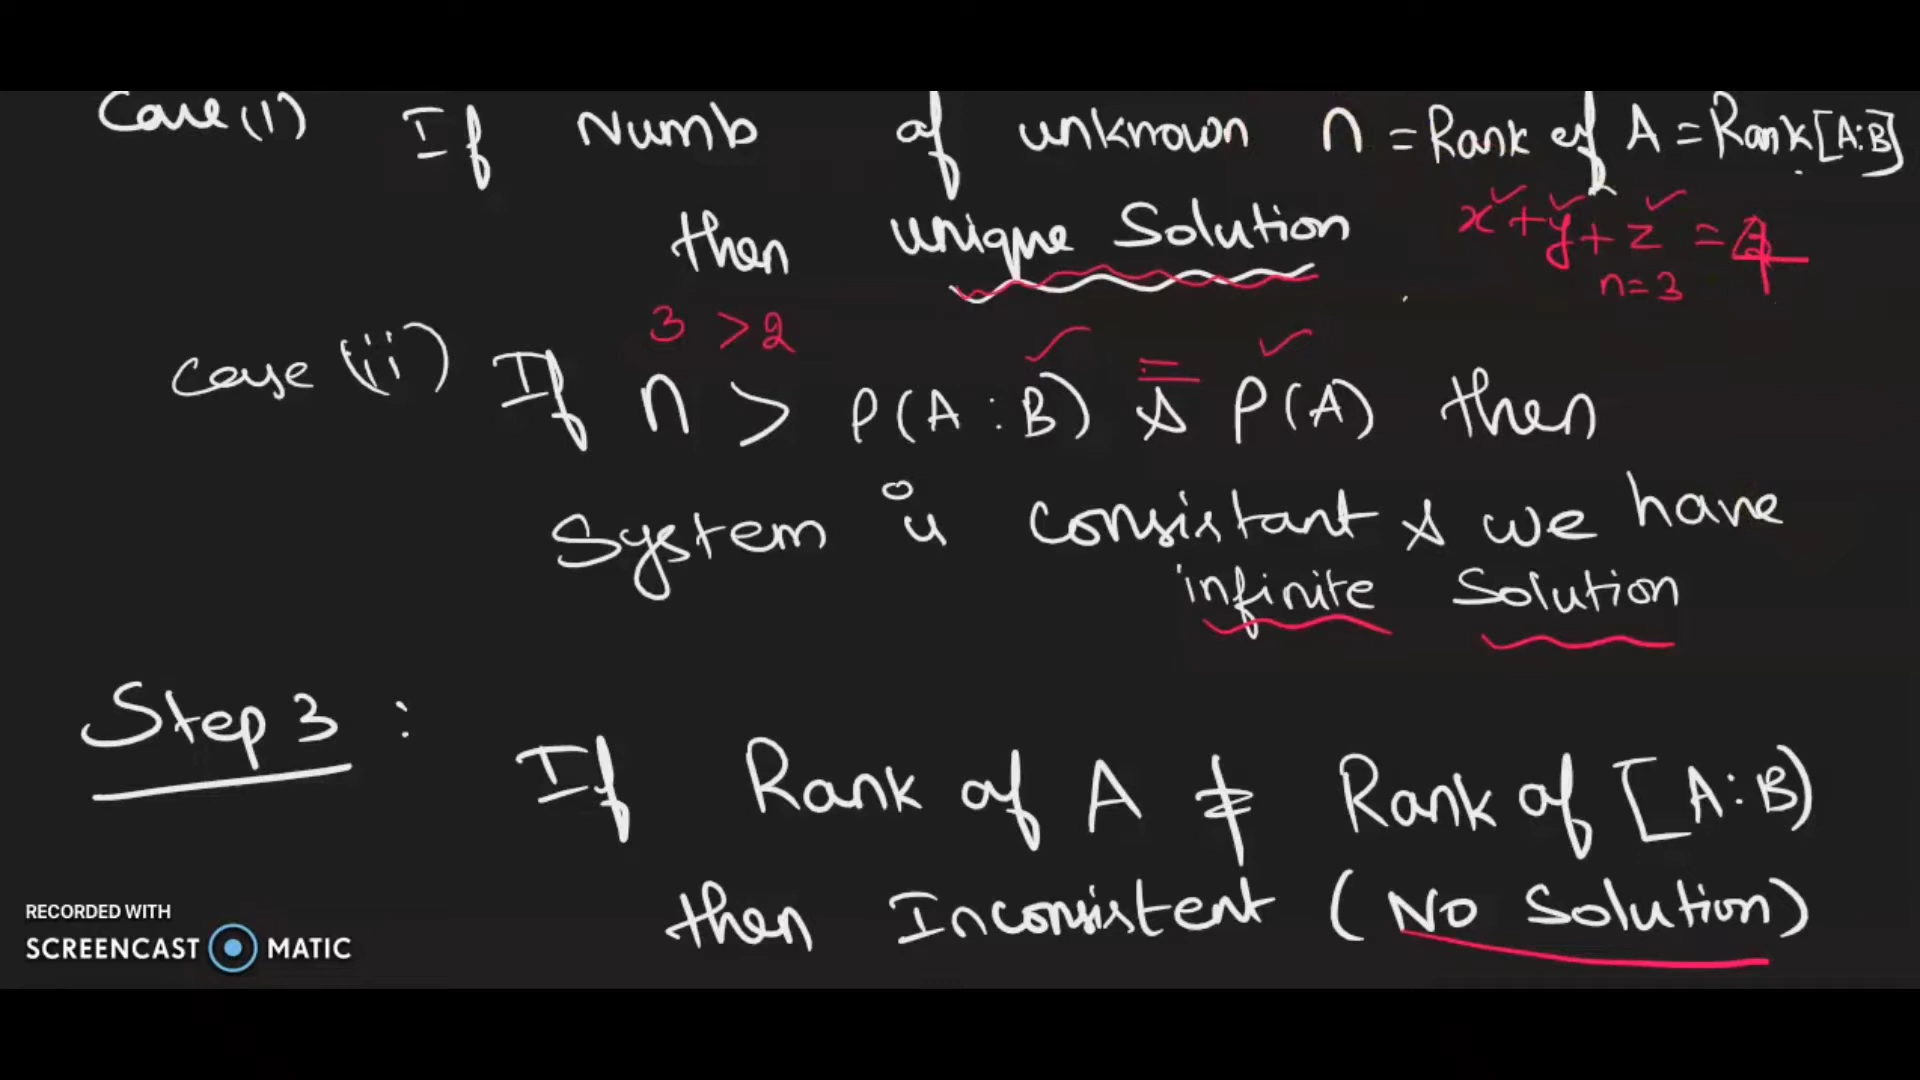 Case (1) If Numb of unknown n = Rank of A = Rank [A:B]
then unique Solution x + y + z = 4
n = 3
3 > 2
case (ii) If n > ρ(A : B) & = ρ(A) then
System is consistant & we have
infinite Solution
Step 3 : If Rank of A ≠ Rank of [A:B)
then Inconsistent (No Solution)
RECORDED WITH
SCREENCAST MATIC